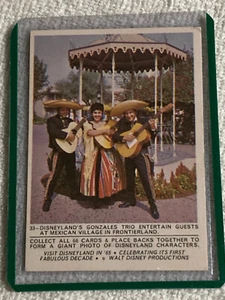 33—DISNEYLAND'S GONZALES TRIO ENTERTAIN GUESTS
AT MEXICAN VILLAGE IN FRONTIERLAND.
COLLECT ALL 66 CARDS & PLACE BACKS TOGETHER TO
FORM A GIANT PHOTO OF DISNEYLAND CHARACTERS.
VISIT DISNEYLAND IN '65 • CELEBRATING ITS FIRST
FABULOUS DECADE • © WALT DISNEY PRODUCTIONS